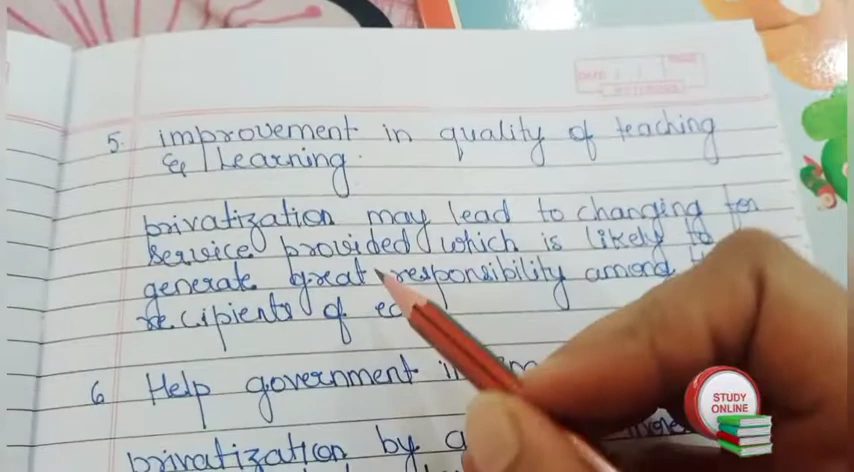 DATE
PAGE
5. improvement in quality of teaching
& Learning.
privatization may lead to changing for
service provided which is likely to
generate great responsibility among
recipients of
6 Help government in
privatization by
STUDY
ONLINE